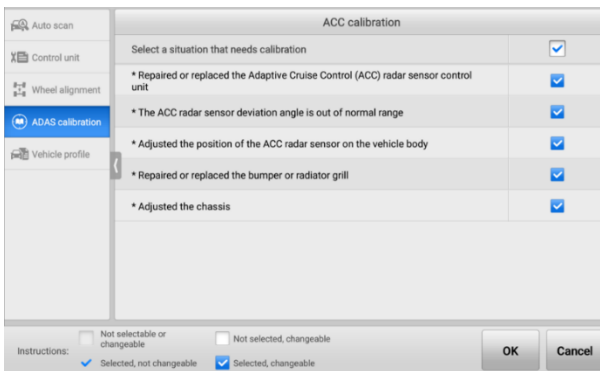 Auto scan
Control unit
Wheel alignment
ADAS calibration
Vehicle profile
ACC calibration
Select a situation that needs calibration
* Repaired or replaced the Adaptive Cruise Control (ACC) radar sensor control
unit
* The ACC radar sensor deviation angle is out of normal range
* Adjusted the position of the ACC radar sensor on the vehicle body
* Repaired or replaced the bumper or radiator grill
* Adjusted the chassis
Instructions:
Not selectable or
changeable
Not selected, changeable
Selected, not changeable
Selected, changeable
OK
Cancel